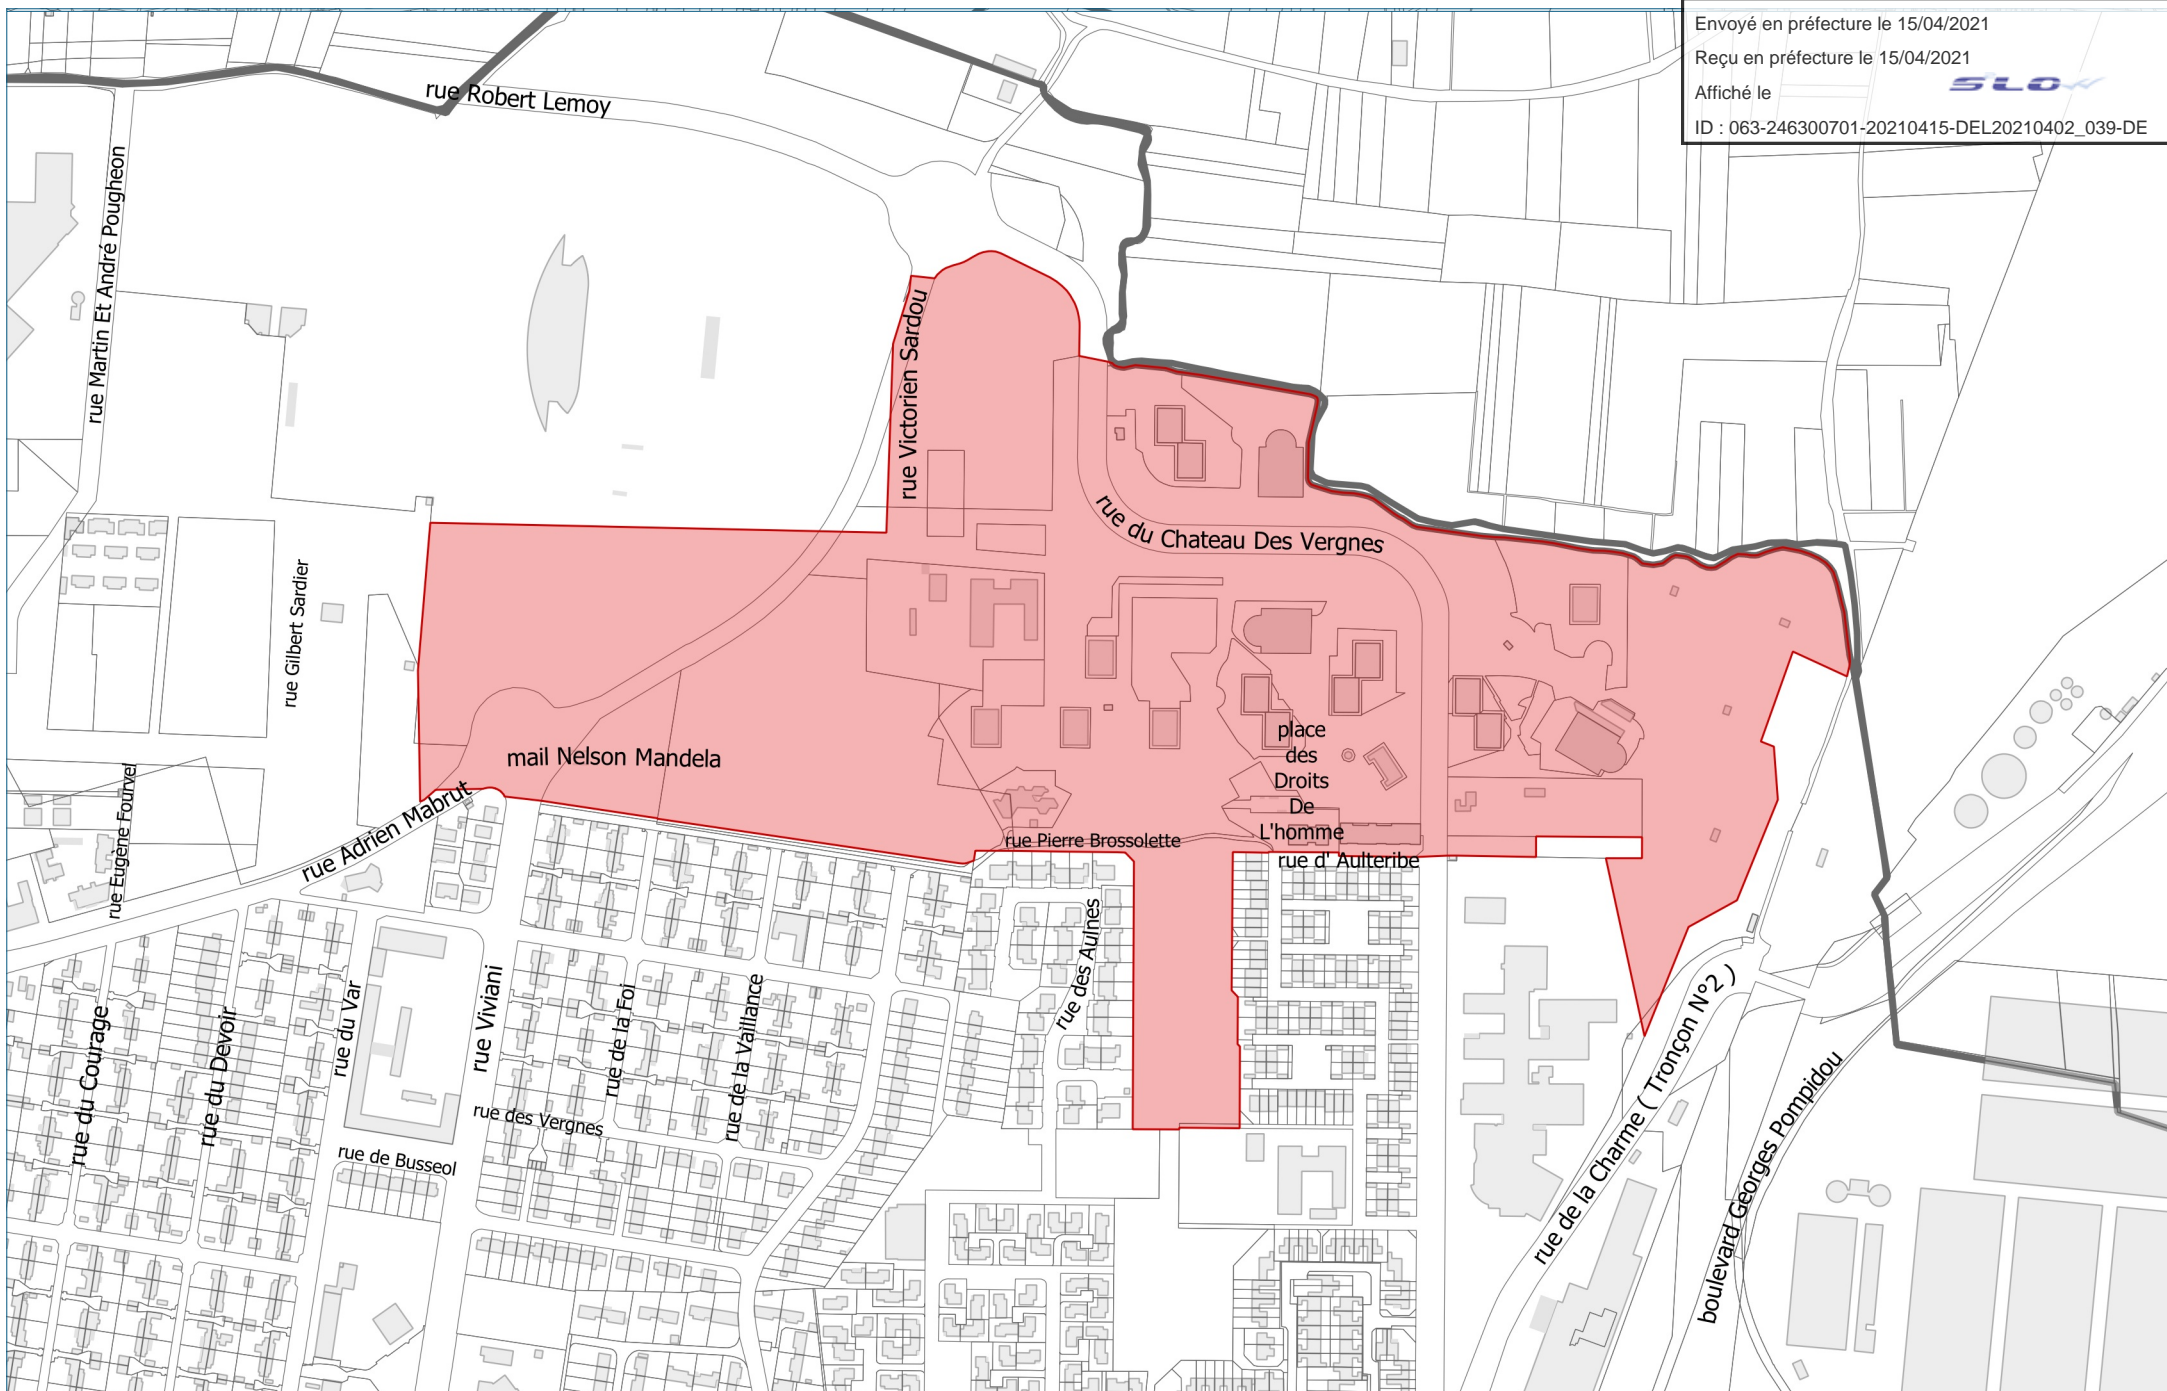 Envoyé en préfecture le 15/04/2021
Reçu en préfecture le 15/04/2021
Affiché le
SLO
ID : 063-246300701-20210415-DEL20210402_039-DE
rue Robert Lemoy
rue Martin Et André Pougheon
rue Victorien Sardou
rue du Chateau Des Vergnes
rue Gilbert Sardier
mail Nelson Mandela
place
des
Droits
De
L'homme
rue Eugène Fourvel
rue Adrien Mabrut
rue Pierre Brossolette
rue d' Aulteribe
rue des Aulnes
rue du Courage
rue du Devoir
rue du Var
rue Viviani
rue de la Foi
rue de la Vaillance
rue des Vergnes
rue de Busseol
rue de la Charme ( Tronçon N°2 )
boulevard Georges Pompidou